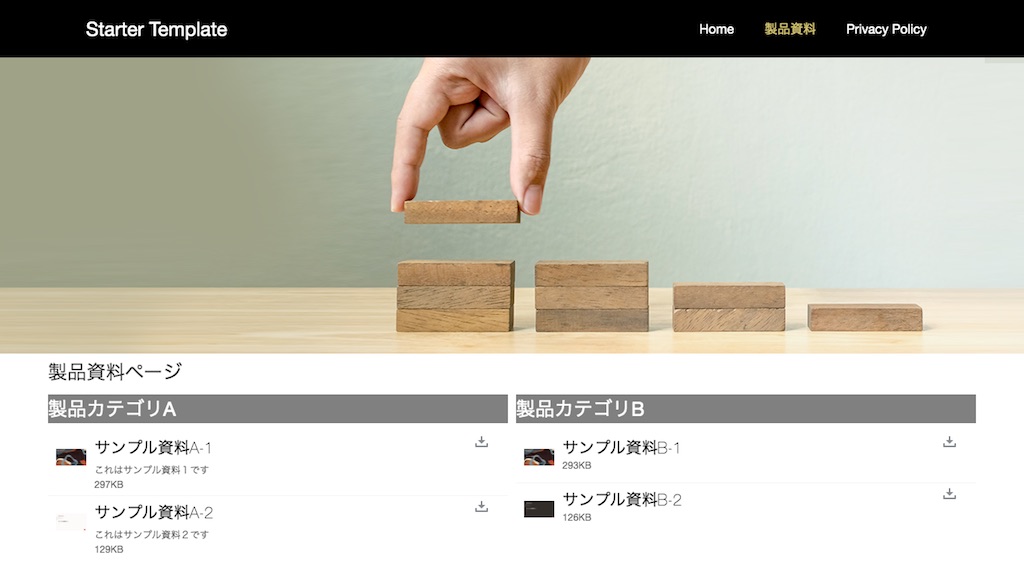 Starter Template
Home
製品資料
Privacy Policy
製品資料ページ
製品カテゴリA
サンプル資料A-1
これはサンプル資料１です
297KB
サンプル資料A-2
これはサンプル資料２です
129KB
製品カテゴリB
サンプル資料B-1
293KB
サンプル資料B-2
126KB